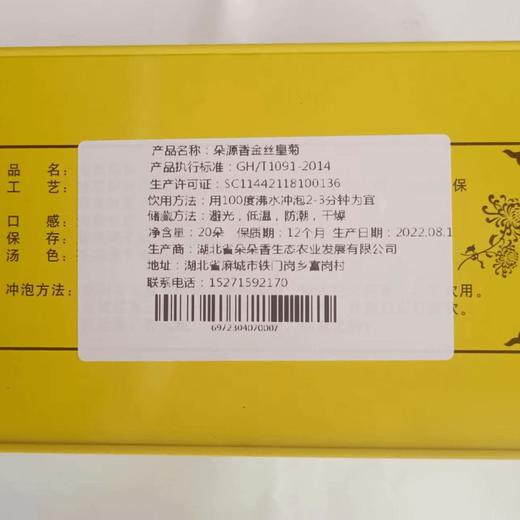 产品名称：朵源香金丝皇菊
产品执行标准：GH/T1091-2014
生产许可证：SC11442118100136
饮用方法：用100度沸水冲泡2-3分钟为宜
储藏方法：避光，低温，防潮，干燥
净含量：20朵 保质期：12个月 生产日期：2022.08.1
生产商：湖北省朵朵香生态农业发展有限公司
地址：湖北省麻城市铁门岗乡富岗村
联系电话：15271592170
6972304070007
品名：
工艺：
保
口感：
保存：
汤色：
冲泡方法：
饮用。